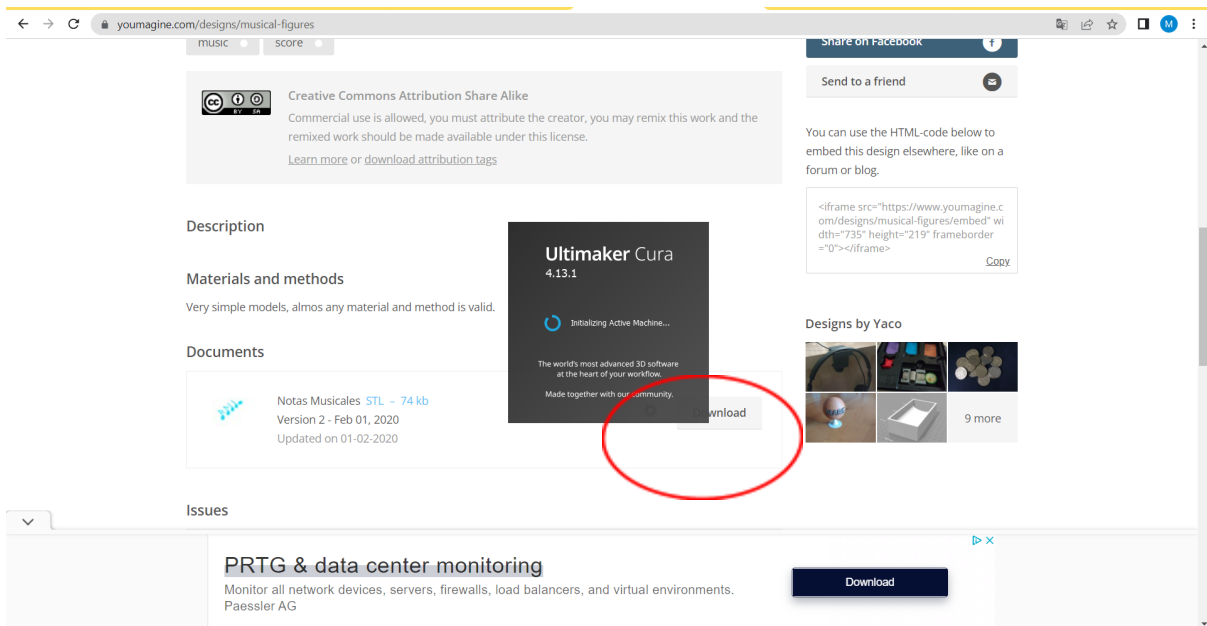 youmagine.com/designs/musical-figures
M
music
score
Share on Facebook
f
Send to a friend
cc
BY SA
Creative Commons Attribution Share Alike
Commercial use is allowed, you must attribute the creator, you may remix this work and the
remixed work should be made available under this license.
Learn more or download attribution tags
You can use the HTML-code below to
embed this design elsewhere, like on a
forum or blog.
<iframe src="https://www.youmagine.c
om/designs/musical-figures/embed" wi
dth="735" height="219" frameborder
="0"></iframe>
Copy
Description
Ultimaker Cura
4.13.1
Initializing Active Machine...
The world's most advanced 3D software
at the heart of your workflow.
Made together with our community.
Materials and methods
Very simple models, almos any material and method is valid.
Designs by Yaco
9 more
Documents
Notas Musicales STL – 74 kb
Version 2 - Feb 01, 2020
Updated on 01-02-2020
Download
Issues
PRTG & data center monitoring
Monitor all network devices, servers, firewalls, load balancers, and virtual environments.
Paessler AG
Download